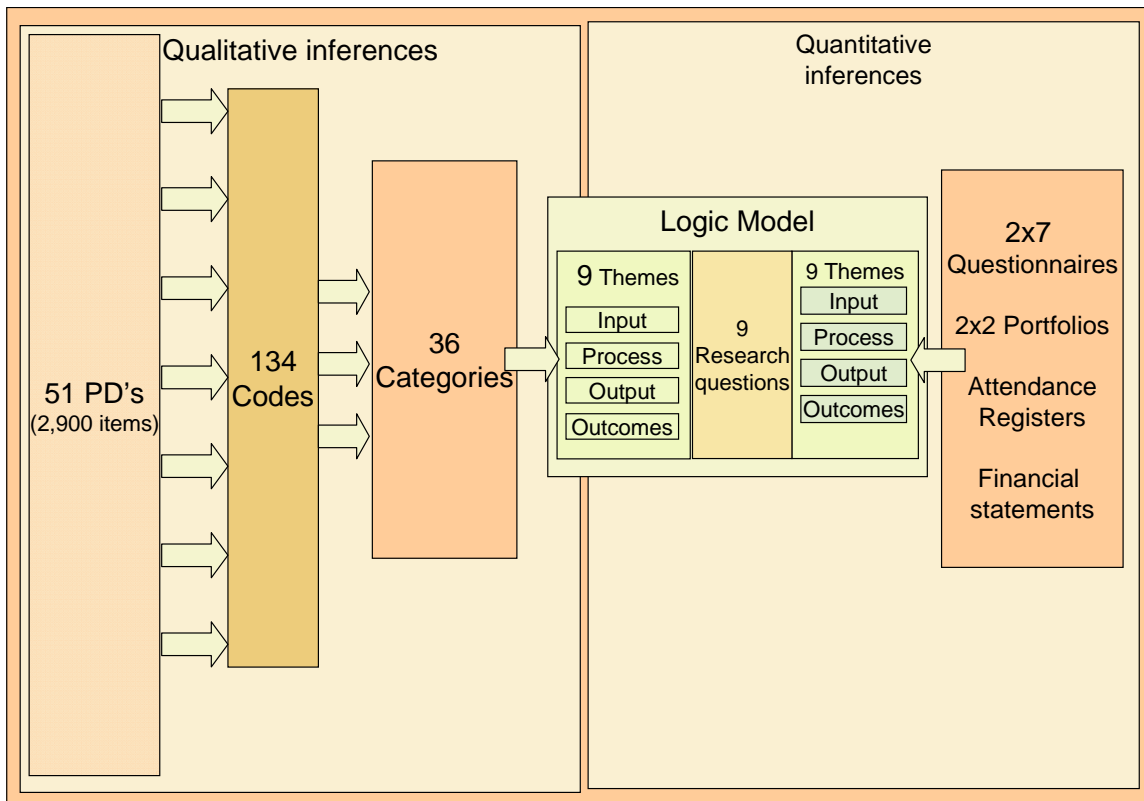 Qualitative inferences
51 PD's
(2,900 items)
134
Codes
36
Categories
Quantitative
inferences
Logic Model
9 Themes
Input
Process
Output
Outcomes
9
Research
questions
9 Themes
Input
Process
Output
Outcomes
2x7
Questionnaires
2x2 Portfolios
Attendance
Registers
Financial
statements